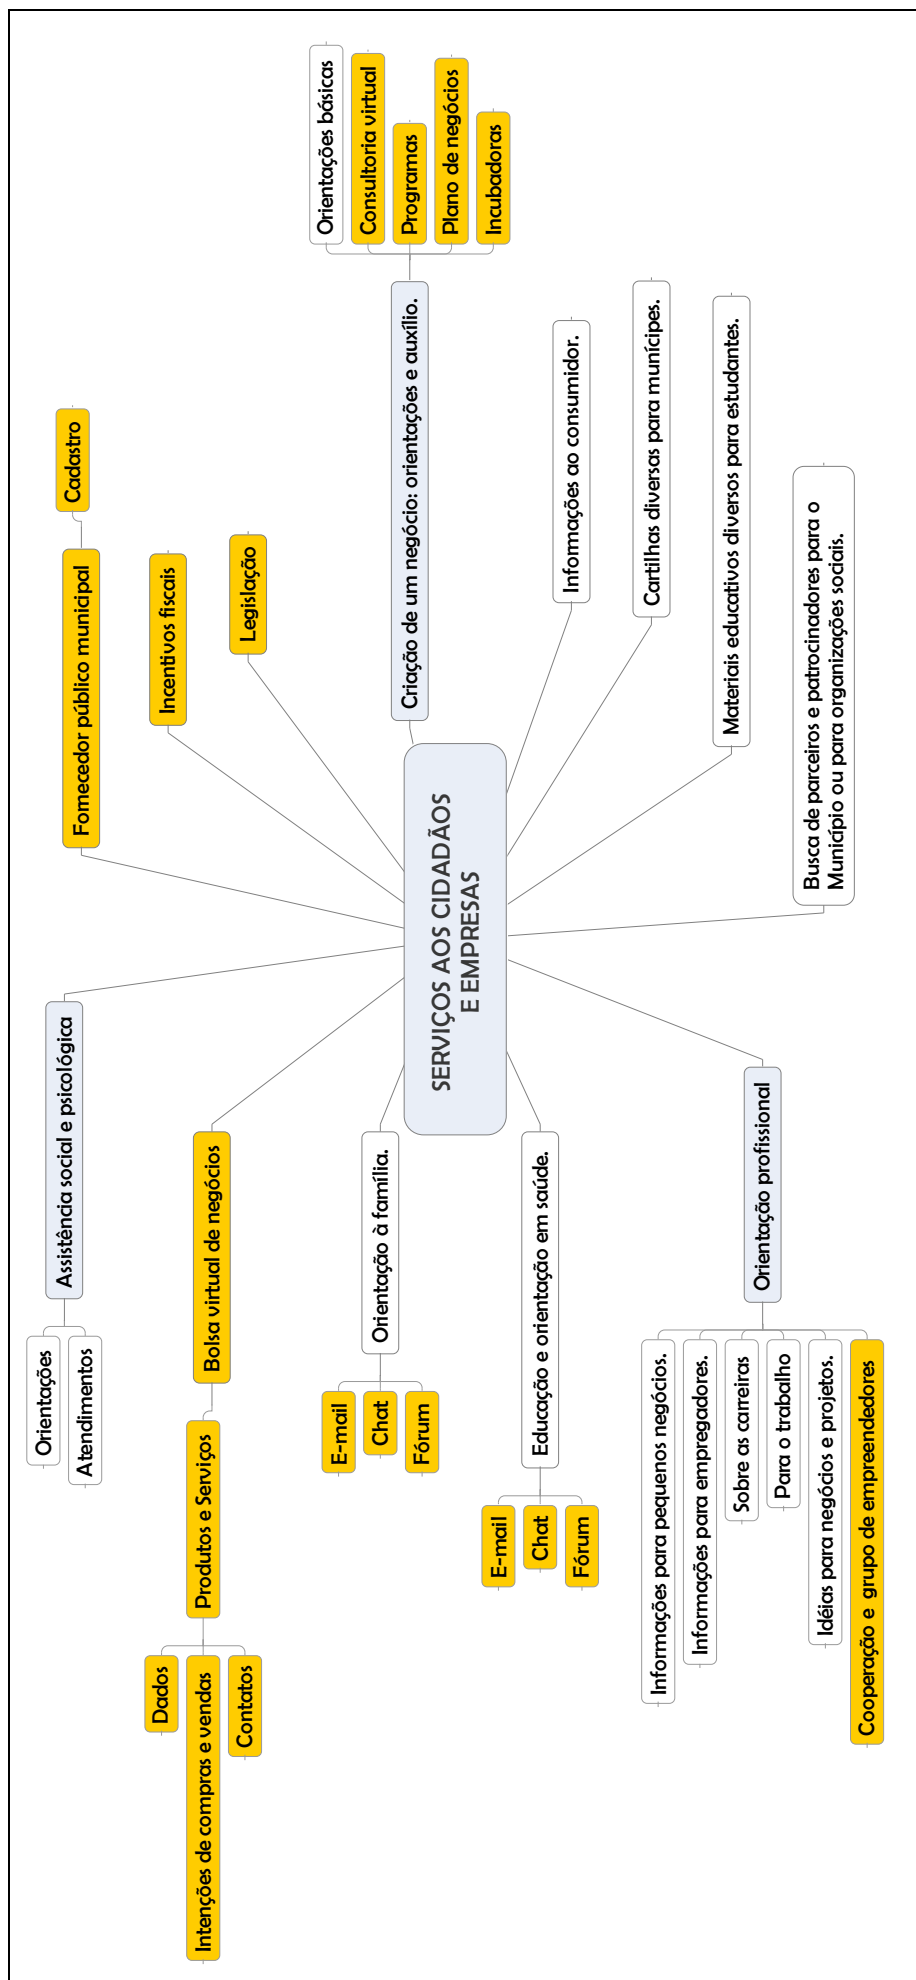 SERVIÇOS AOS CIDADÃOS
E EMPRESAS
Assistência social e psicológica
Orientações
Atendimentos
Bolsa virtual de negócios
Produtos e Serviços
Dados
Intenções de compras e vendas
Contatos
Orientação à família.
E-mail
Chat
Fórum
Educação e orientação em saúde.
E-mail
Chat
Fórum
Orientação profissional
Informações para pequenos negócios.
Informações para empregadores.
Sobre as carreiras
Para o trabalho
Idéias para negócios e projetos.
Cooperação e grupo de empreendedores
Fornecedor público municipal
Cadastro
Incentivos fiscais
Legislação
Criação de um negócio: orientações e auxílio.
Orientações básicas
Consultoria virtual
Programas
Plano de negócios
Incubadoras
Informações ao consumidor.
Cartilhas diversas para munícipes.
Materiais educativos diversos para estudantes.
Busca de parceiros e patrocinadores para o
Município ou para organizações sociais.